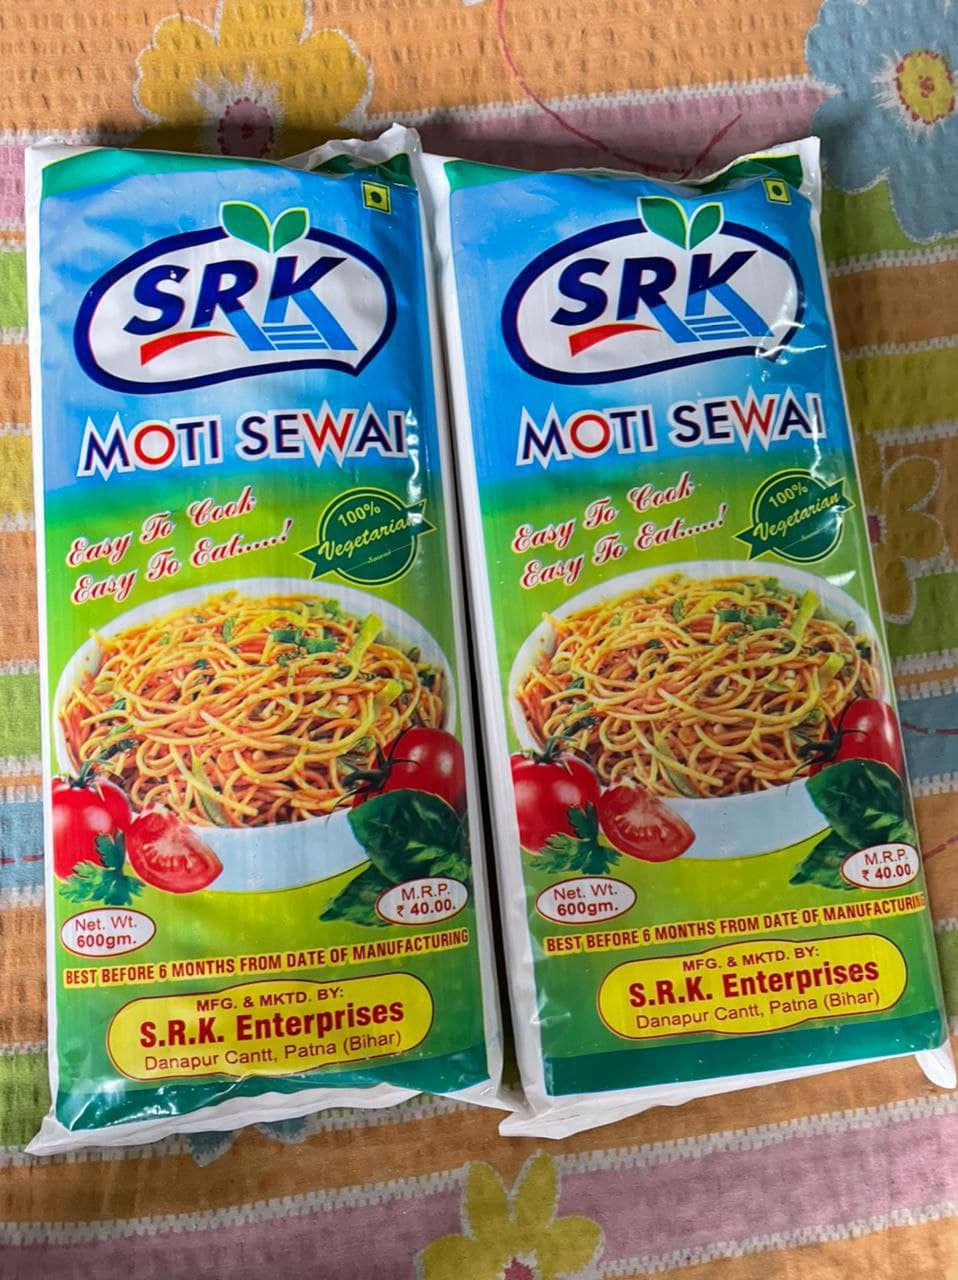 SRK
MOTI SEWAI
Easy To Cook
Easy To Eat.....!
100%
Vegetarian
Net. Wt.
600gm.
M.R.P.
₹ 40.00.
BEST BEFORE 6 MONTHS FROM DATE OF MANUFACTURING
MFG. & MKTD. BY:
S.R.K. Enterprises
Danapur Cantt, Patna (Bihar)
SRK
MOTI SEWAI
Easy To Cook
Easy To Eat.....!
100%
Vegetarian
Net. Wt.
600gm.
M.R.P.
₹ 40.00.
BEST BEFORE 6 MONTHS FROM DATE OF MANUFACTURING
MFG. & MKTD. BY:
S.R.K. Enterprises
Danapur Cantt, Patna (Bihar)